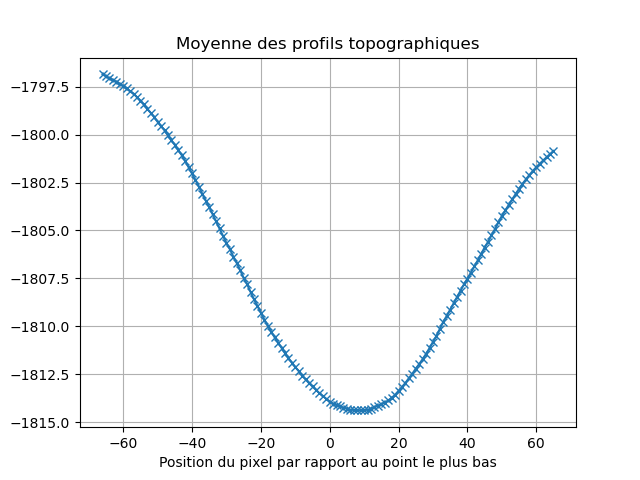 Moyenne des profils topographiques
−1797.5
−1800.0
−1802.5
−1805.0
−1807.5
−1810.0
−1812.5
−1815.0
−60 −40 −20 0 20 40 60
Position du pixel par rapport au point le plus bas